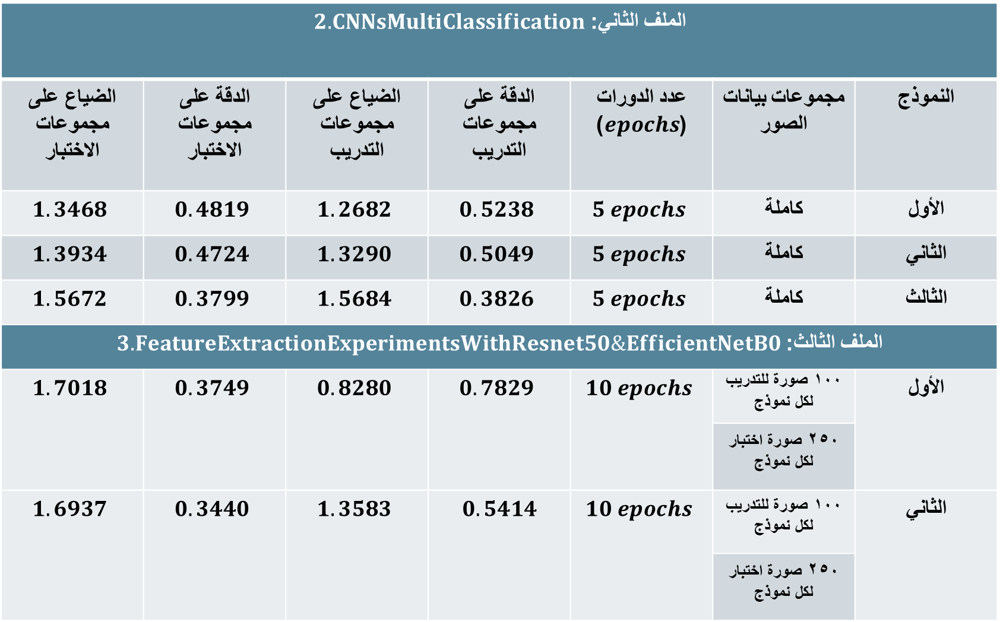 الملف الثاني: 2.CNNsMultiClassification
النموذج
مجموعات بيانات
الصور
عدد الدورات
(epochs)
الدقة على
مجموعات
التدريب
الضياع على
مجموعات
التدريب
الدقة على
مجموعات
الاختبار
الضياع على
مجموعات
الاختبار
الأول
كاملة
5 epochs
0.5238
1.2682
0.4819
1.3468
الثاني
كاملة
5 epochs
0.5049
1.3290
0.4724
1.3934
الثالث
كاملة
5 epochs
0.3826
1.5684
0.3799
1.5672
الملف الثالث: 3.FeatureExtractionExperimentsWithResnet50&EfficientNetB0
الأول
١٠٠ صورة للتدريب
لكل نموذج
٢٥٠ صورة اختبار
لكل نموذج
10 epochs
0.7829
0.8280
0.3749
1.7018
الثاني
١٠٠ صورة للتدريب
لكل نموذج
٢٥٠ صورة اختبار
لكل نموذج
10 epochs
0.5414
1.3583
0.3440
1.6937